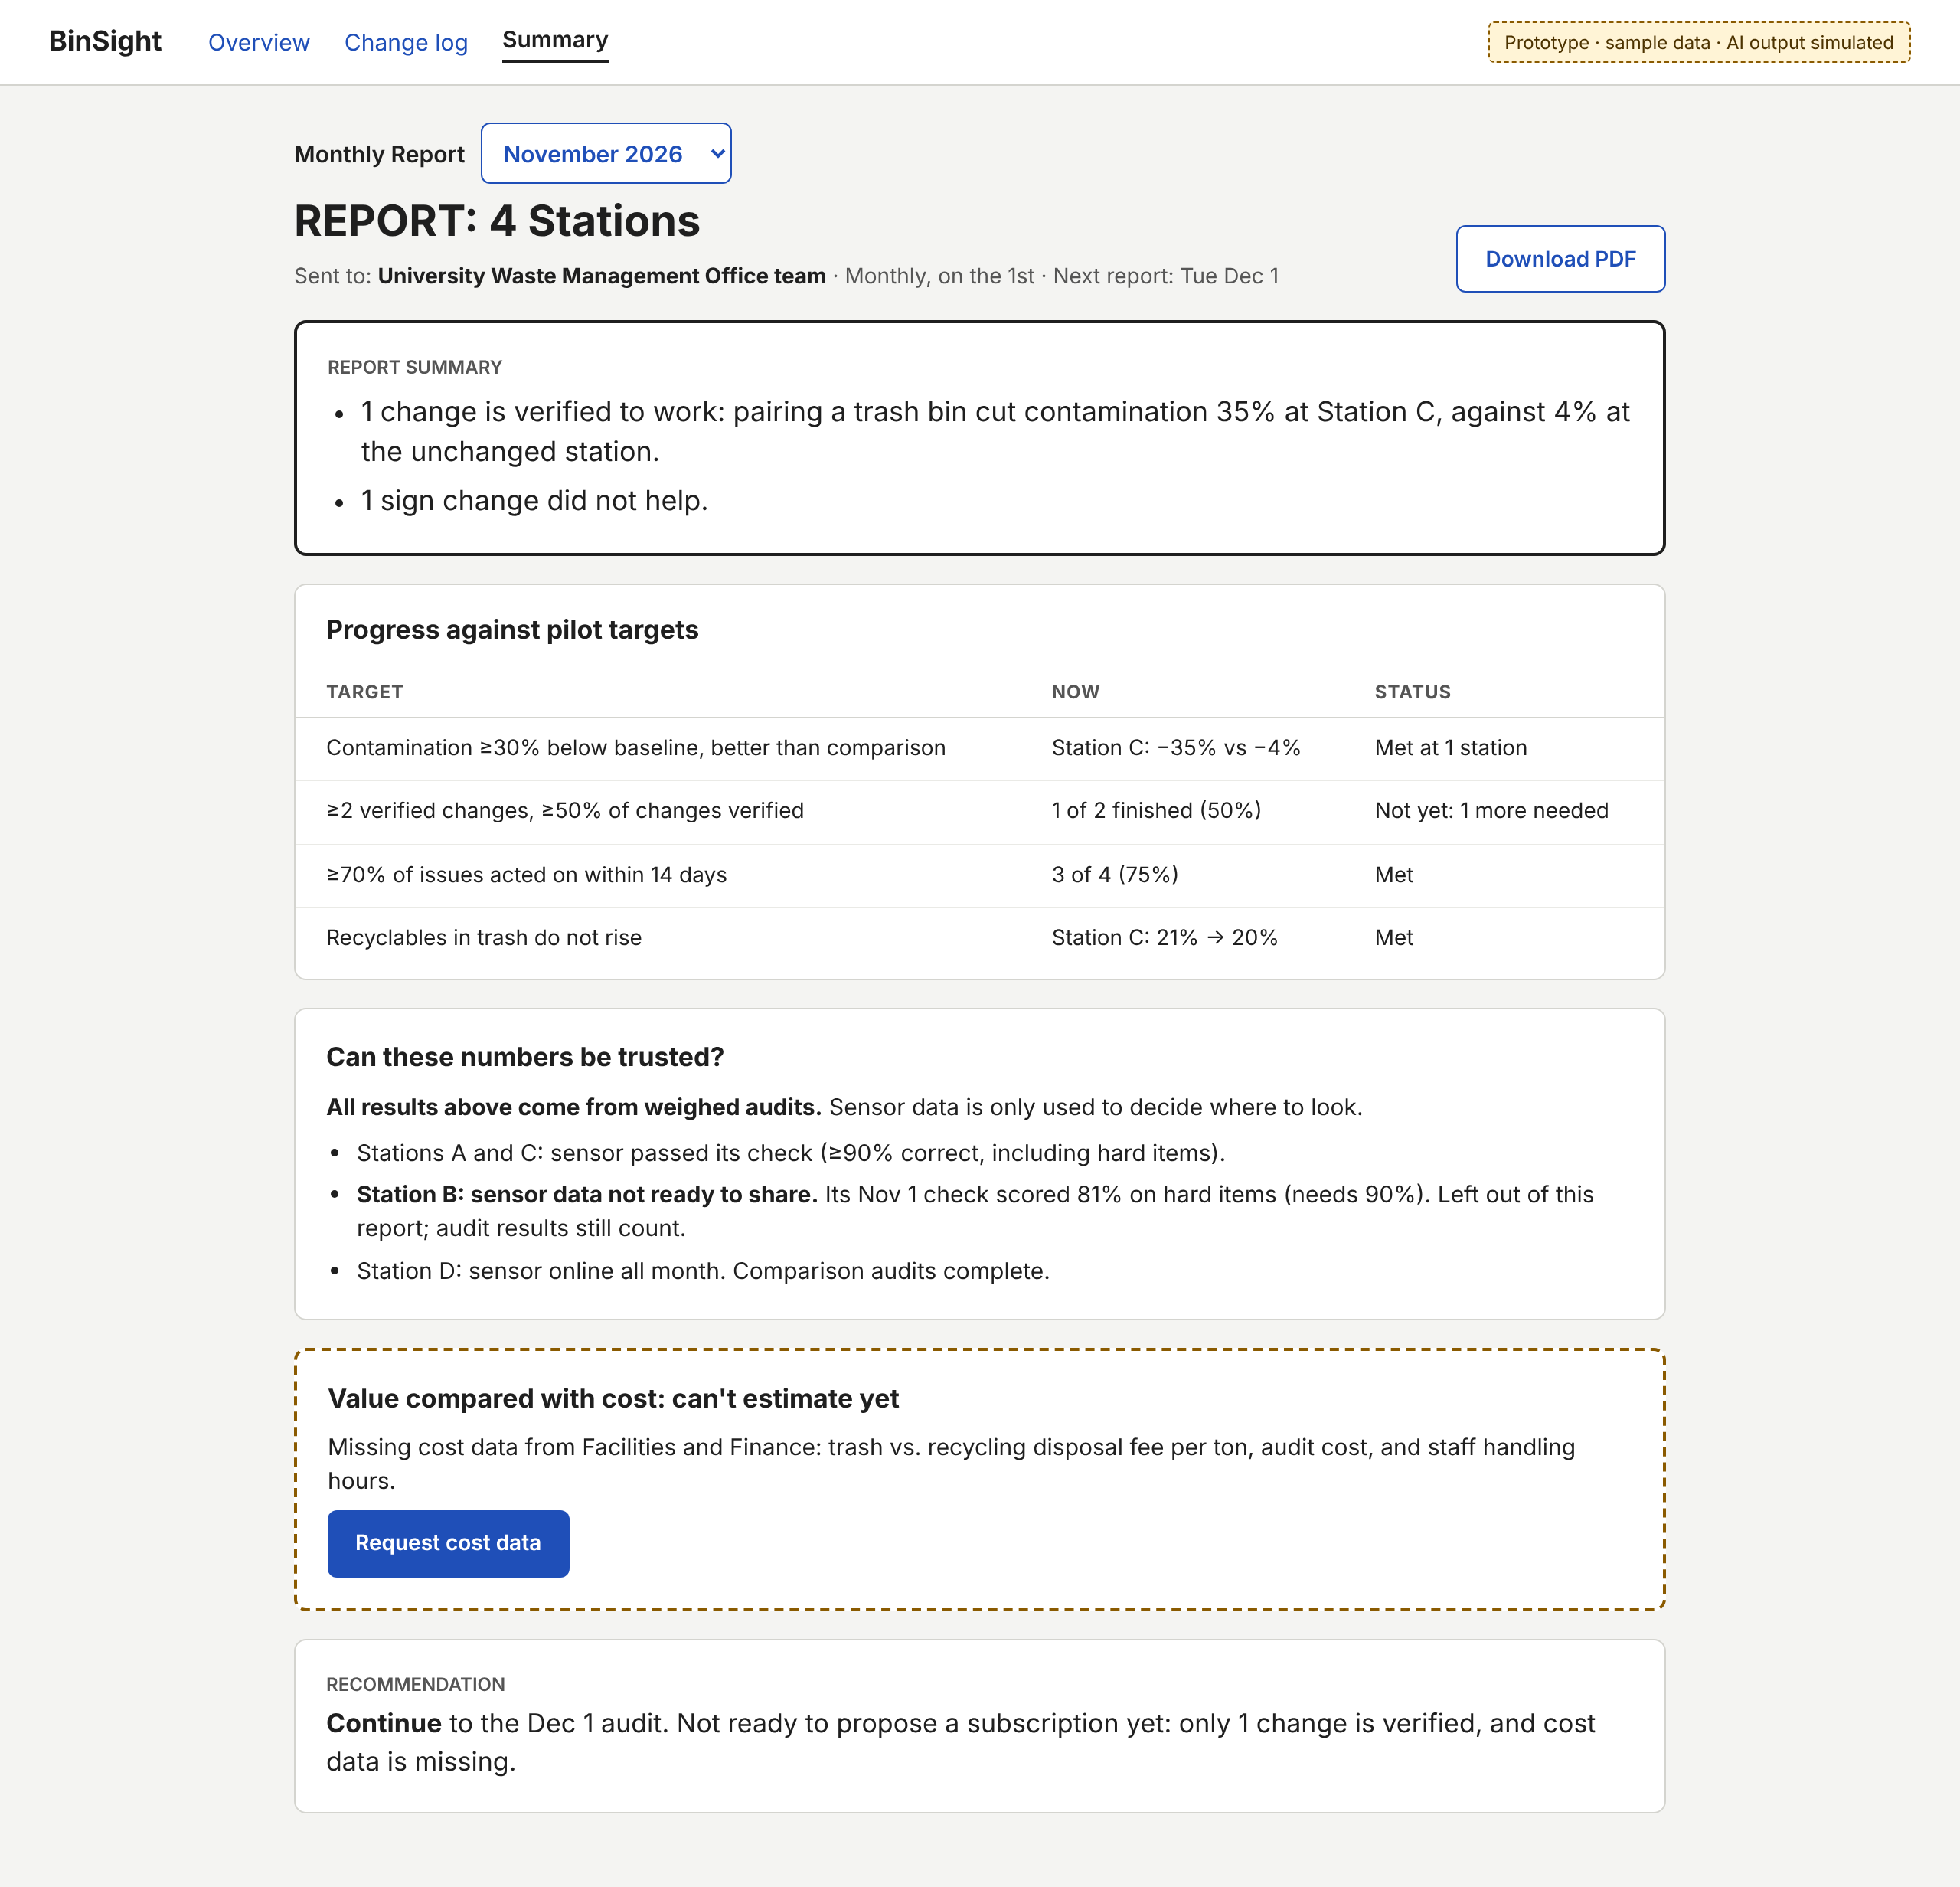 BinSight Overview Change log Summary Prototype · sample data · AI output simulated
Monthly Report November 2026
REPORT: 4 Stations
Sent to: University Waste Management Office team · Monthly, on the 1st · Next report: Tue Dec 1
Download PDF
REPORT SUMMARY
• 1 change is verified to work: pairing a trash bin cut contamination 35% at Station C, against 4% at
the unchanged station.
• 1 sign change did not help.
Progress against pilot targets
TARGET NOW STATUS
Contamination ≥30% below baseline, better than comparison Station C: −35% vs −4% Met at 1 station
≥2 verified changes, ≥50% of changes verified 1 of 2 finished (50%) Not yet: 1 more needed
≥70% of issues acted on within 14 days 3 of 4 (75%) Met
Recyclables in trash do not rise Station C: 21% → 20% Met
Can these numbers be trusted?
All results above come from weighed audits. Sensor data is only used to decide where to look.
• Stations A and C: sensor passed its check (≥90% correct, including hard items).
• Station B: sensor data not ready to share. Its Nov 1 check scored 81% on hard items (needs 90%). Left out of this
report; audit results still count.
• Station D: sensor online all month. Comparison audits complete.
Value compared with cost: can't estimate yet
Missing cost data from Facilities and Finance: trash vs. recycling disposal fee per ton, audit cost, and staff handling
hours.
Request cost data
RECOMMENDATION
Continue to the Dec 1 audit. Not ready to propose a subscription yet: only 1 change is verified, and cost
data is missing.